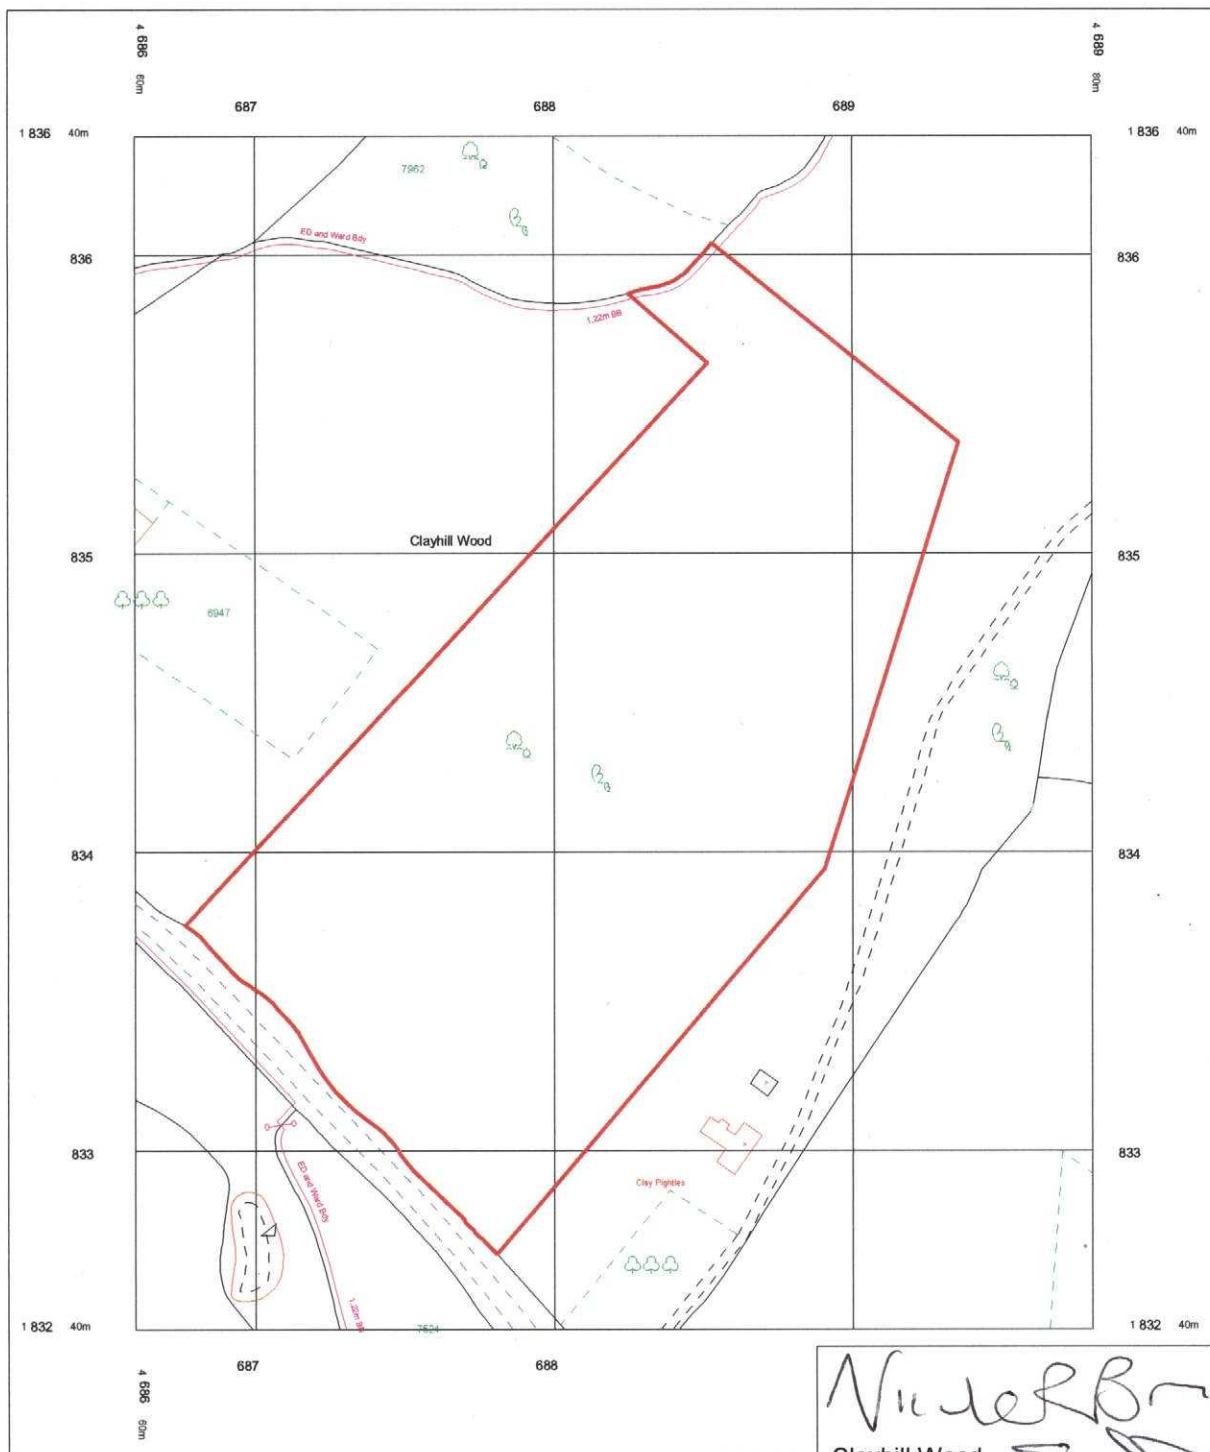 4 686 60m
4 689 80m
687 688 689
1 836 40m
1 836 40m
7962
ED and Ward Bdy
836
836
1.22m BB
835
Clayhill Wood
835
6947
834
834
833
833
Clay Pightles
ED and Ward Bdy
1.22m BB
7524
1 832 40m
1 832 40m
687 688
4 686 60m
Clayhill Wood